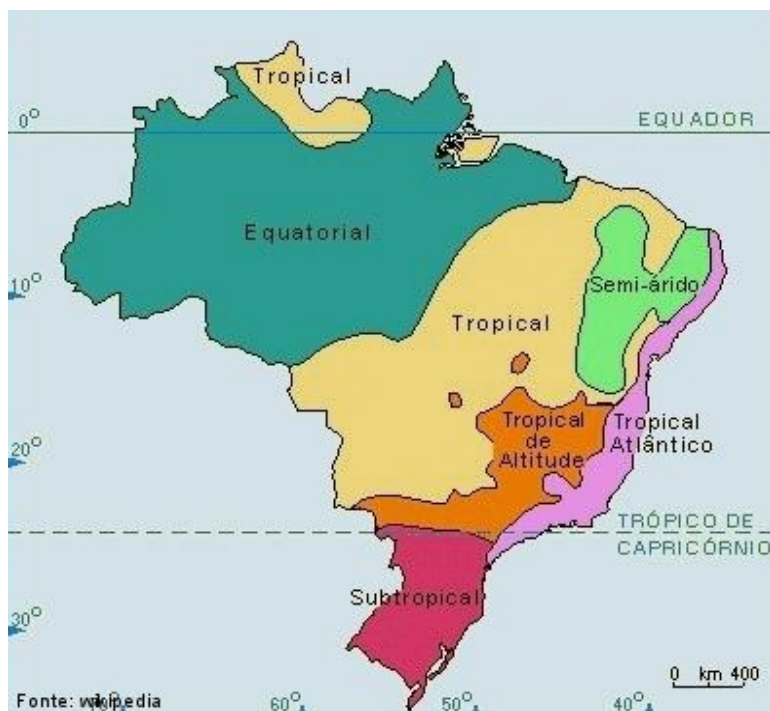 Tropical
0°
EQUADOR
Equatorial
Semi-árido
10°
Tropical
Tropical
de
Altitude
Tropical
Atlântico
20°
TRÓPICO DE
CAPRICÓRNIO
Subtropical
30°
0 km 400
Fonte: wikipedia
60°
50°
40°